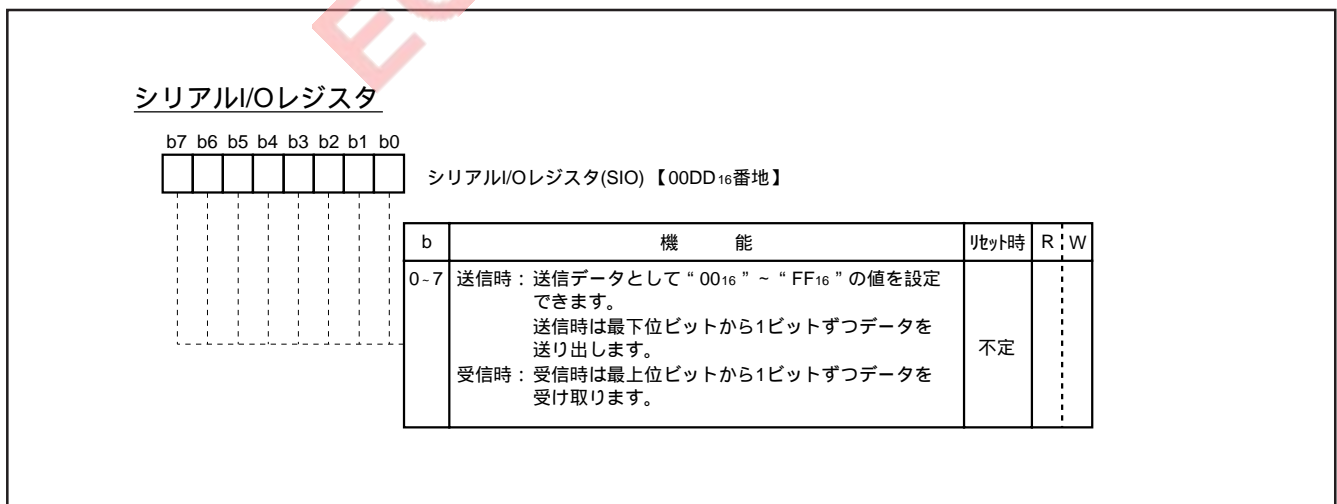 シリアルI/Oレジスタ
b7 b6 b5 b4 b3 b2 b1 b0
シリアルI/Oレジスタ(SIO)【00DD16番地】
b 機 能 リセット時 R W
0~7 送信時:送信データとして“0016”~“FF16”の値を設定
できます。
送信時は最下位ビットから1ビットずつデータを
送り出します。
不定
受信時:受信時は最上位ビットから1ビットずつデータを
受け取ります。